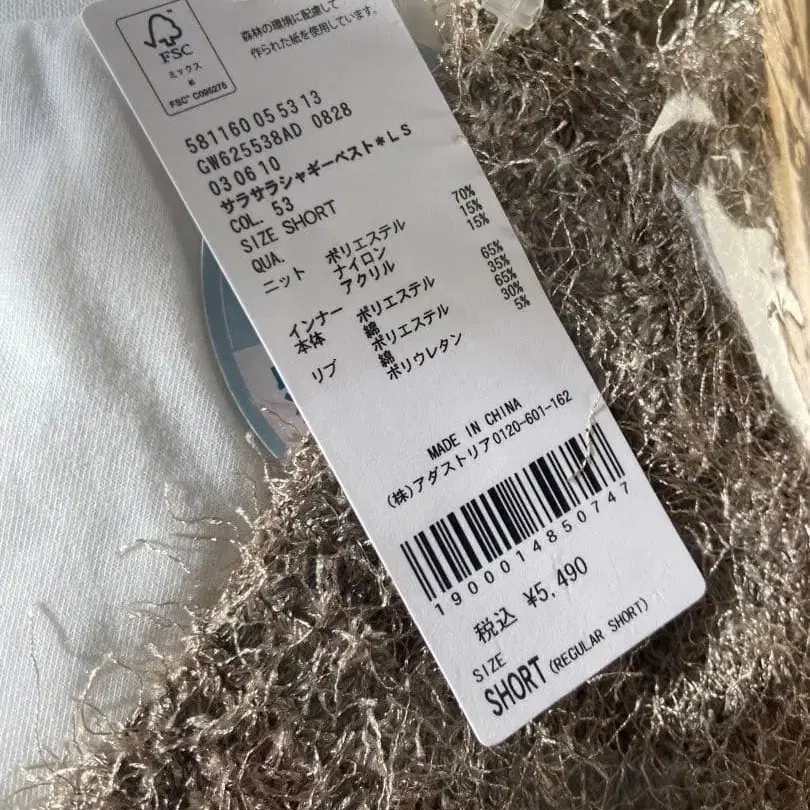 FSC
ミックス
紙
FSC® C095275
森林の環境に配慮して
作られた紙を使用しています。
581160 05 53 13
GW625538AD 0828
03 06 10
サラサラシャギーベスト*LS
COL. 53
SIZE SHORT
QUA.
ニット ポリエステル 70%
ナイロン 15%
アクリル 15%
インナー
本体 ポリエステル 65%
綿 35%
リブ ポリエステル 65%
綿 30%
ポリウレタン 5%
MADE IN CHINA
(株)アダストリア0120-601-162
1900014850747
税込 ¥5,490
SIZE
SHORT (REGULAR SHORT)